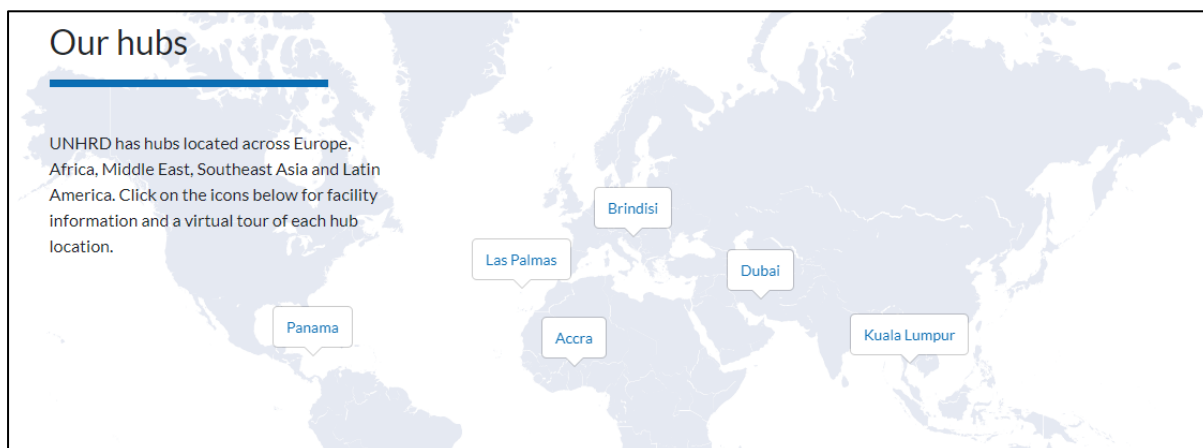 Our hubs
UNHRD has hubs located across Europe,
Africa, Middle East, Southeast Asia and Latin
America. Click on the icons below for facility
information and a virtual tour of each hub
location.
Brindisi
Las Palmas
Dubai
Panama
Accra
Kuala Lumpur